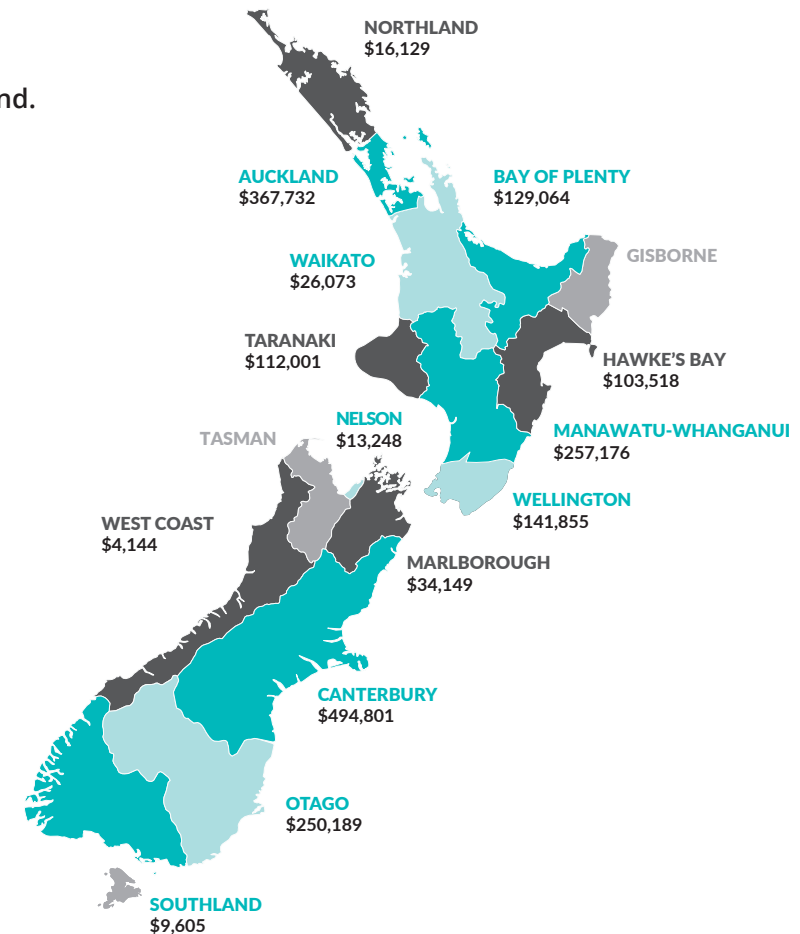 NORTHLAND
$16,129
nd.
AUCKLAND
$367,732
BAY OF PLENTY
$129,064
WAIKATO
$26,073
GISBORNE
TARANAKI
$112,001
HAWKE'S BAY
$103,518
NELSON
$13,248
TASMAN
MANAWATU-WHANGANUI
$257,176
WELLINGTON
$141,855
WEST COAST
$4,144
MARLBOROUGH
$34,149
CANTERBURY
$494,801
OTAGO
$250,189
SOUTHLAND
$9,605